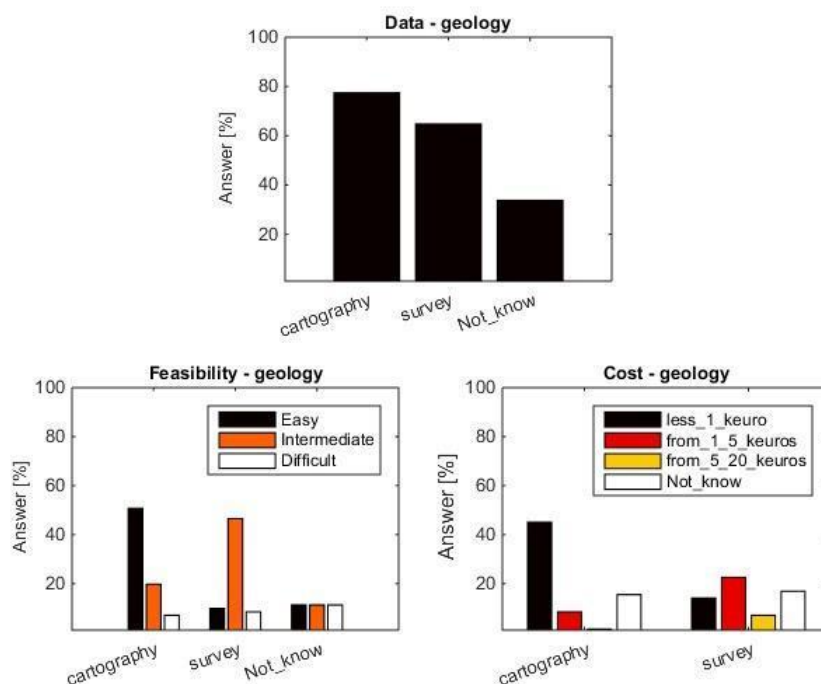 Data - geology
100
80
60
40
20
Answer [%]
cartography
survey
Not_know
Feasibility - geology
100
80
60
40
20
Answer [%]
Easy
Intermediate
Difficult
cartography
survey
Not_know
Cost - geology
100
80
60
40
20
Answer [%]
less_1_keuro
from_1_5_keuros
from_5_20_keuros
Not_know
cartography
survey